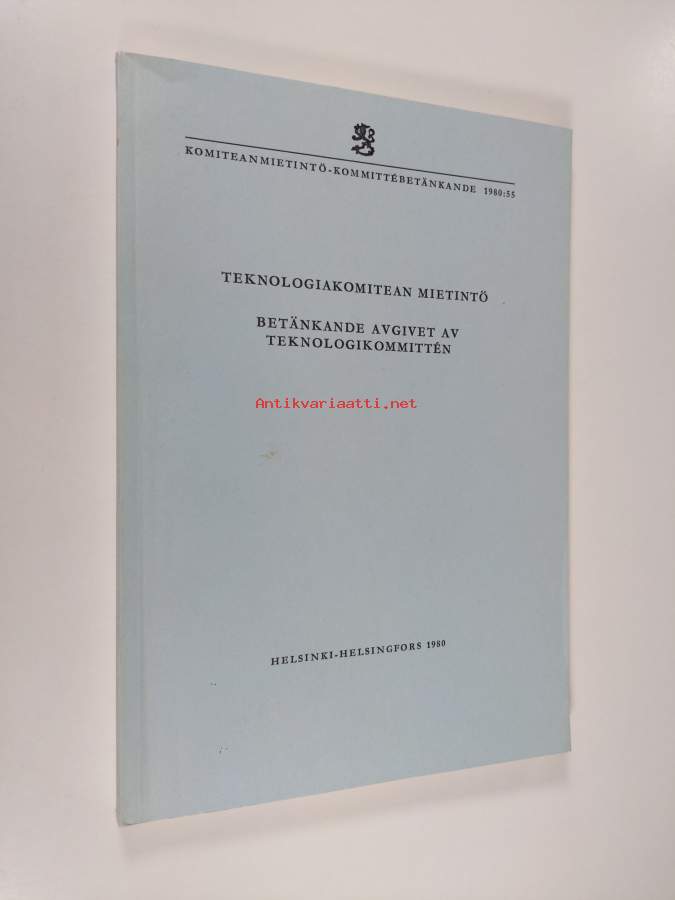 KOMITEANMIETINTÖ-KOMMITTÉBETÄNKANDE 1980:55
TEKNOLOGIAKOMITEAN MIETINTÖ
BETÄNKANDE AVGIVET AV
TEKNOLOGIKOMMITTÉN
Antikvariaatti.net
HELSINKI-HELSINGFORS 1980